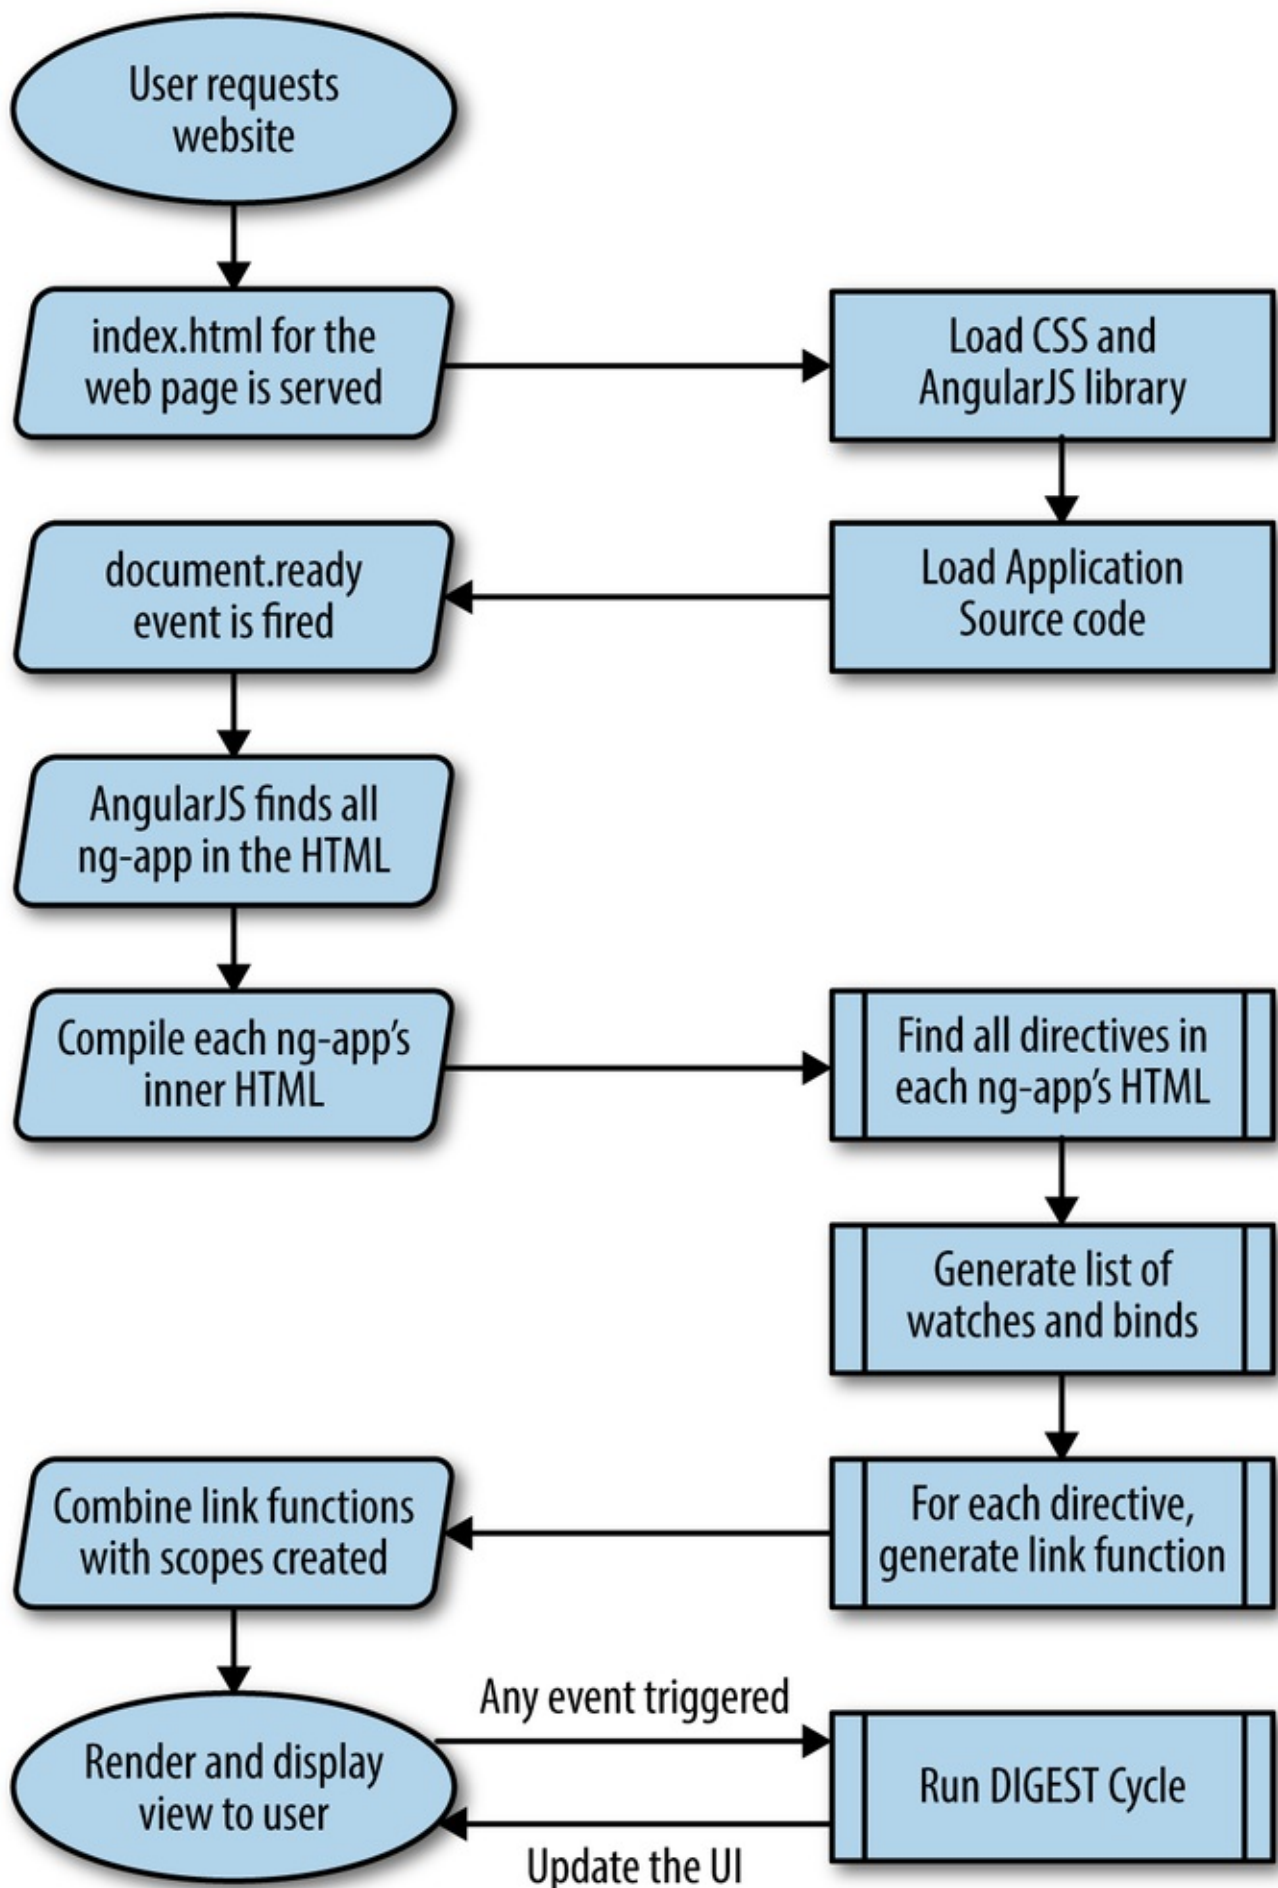 User requests
website
index.html for the
web page is served
Load CSS and
AngularJS library
Load Application
Source code
document.ready
event is fired
AngularJS finds all
ng-app in the HTML
Compile each ng-app’s
inner HTML
Find all directives in
each ng-app’s HTML
Generate list of
watches and binds
For each directive,
generate link function
Combine link functions
with scopes created
Render and display
view to user
Any event triggered
Run DIGEST Cycle
Update the UI